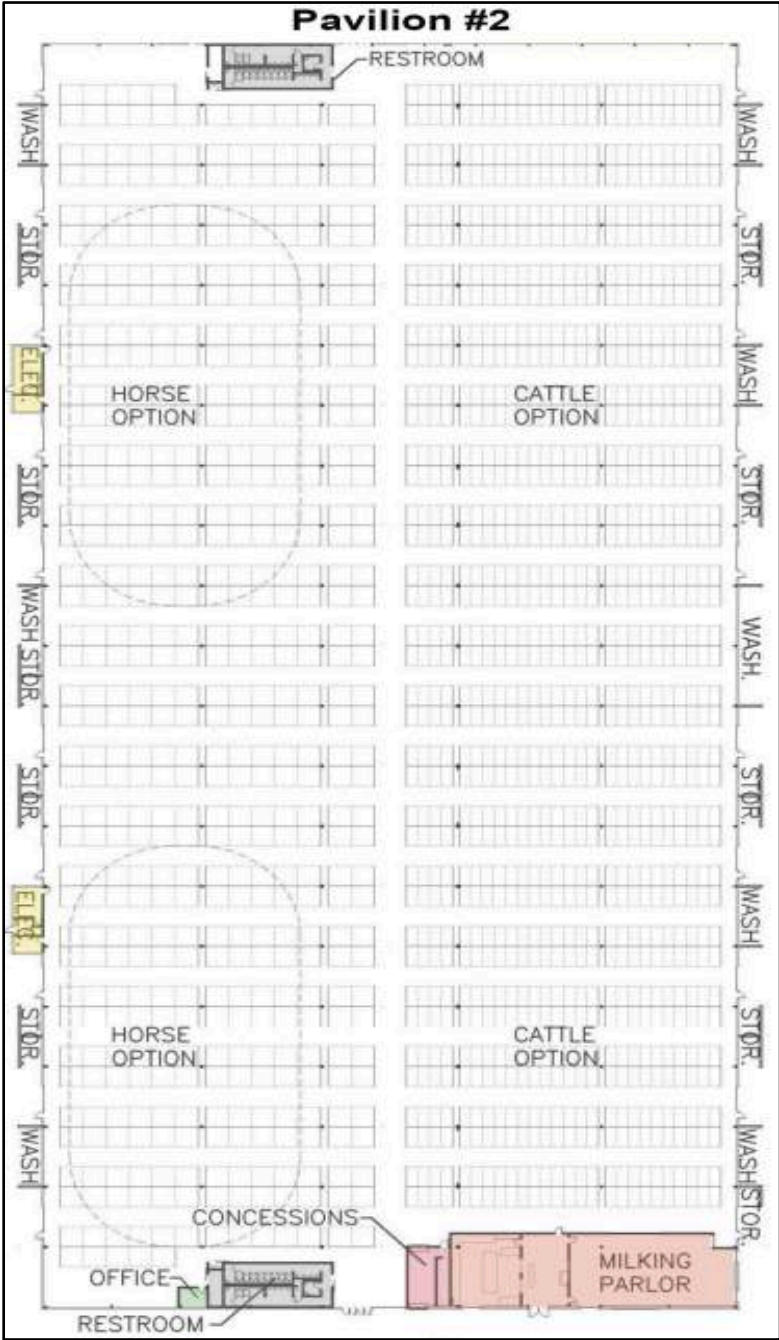 Pavilion #2
RESTROOM
WASH
WASH
STOR.
STOR.
ELEC.
WASH
HORSE
OPTION
CATTLE
OPTION
STOR.
STOR.
WASH
STOR.
WASH.
STOR.
STOR.
ELEC.
WASH
STOR.
STOR.
HORSE
OPTION
CATTLE
OPTION
WASH
WASH
STOR.
CONCESSIONS
MILKING
PARLOR
OFFICE
RESTROOM